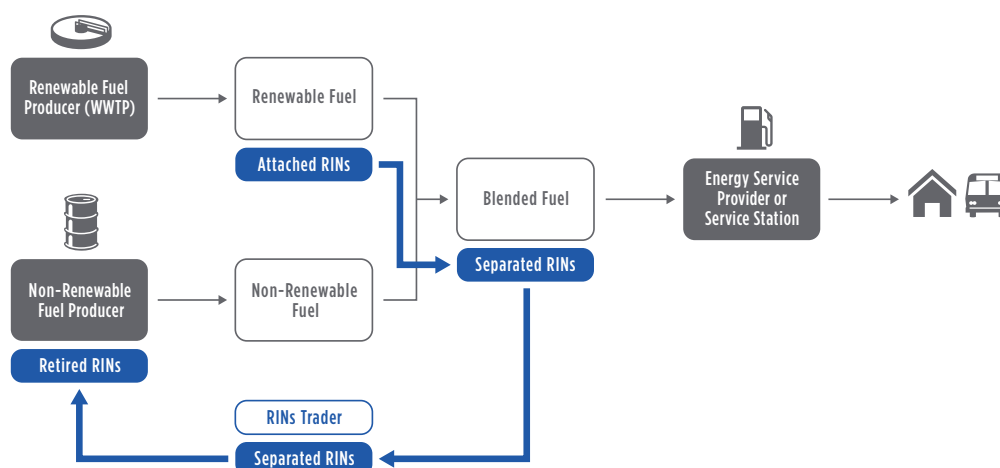 Renewable Fuel
Producer (WWTP)
Renewable Fuel
Attached RINs
Blended Fuel
Separated RINs
Energy Service
Provider or
Service Station
Non-Renewable
Fuel Producer
Retired RINs
Non-Renewable
Fuel
RINs Trader
Separated RINs